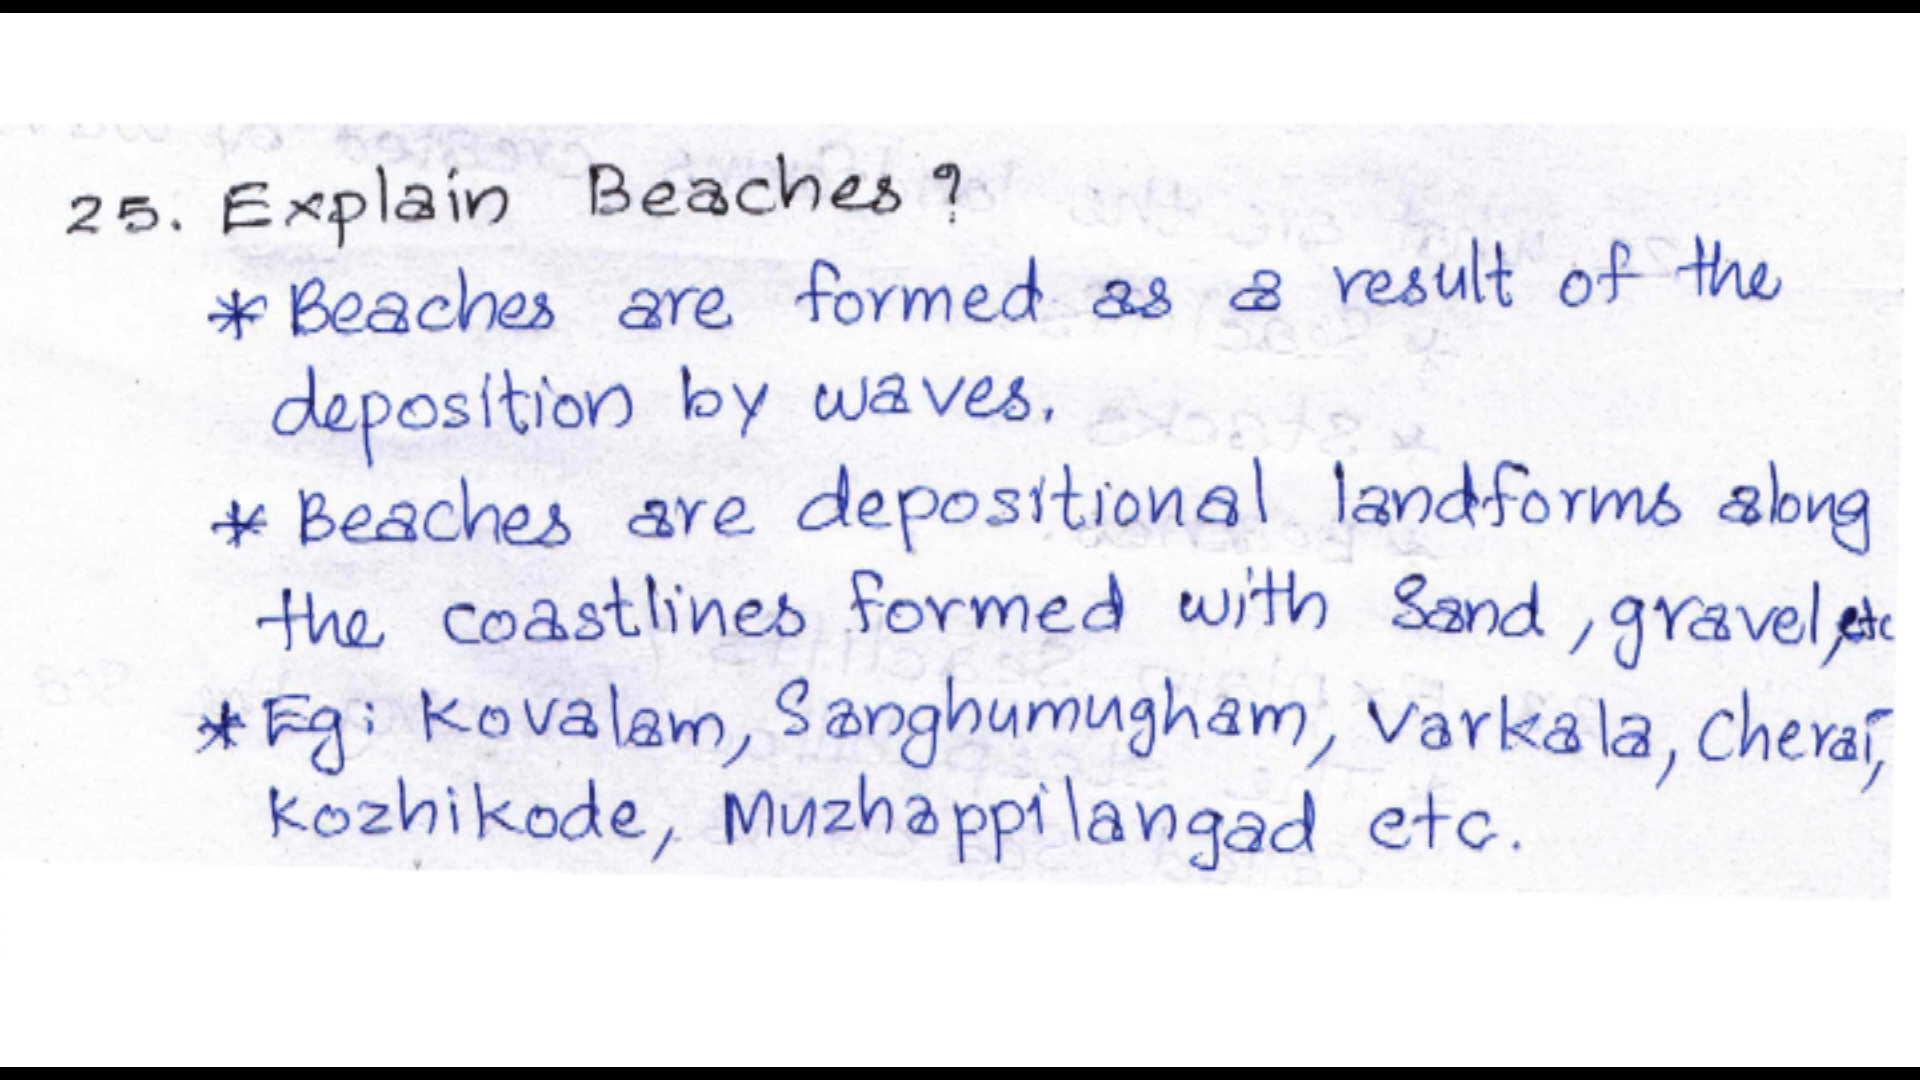 25. Explain Beaches?
* Beaches are formed as a result of the
deposition by waves.
* Beaches are depositional landforms along
the coastlines formed with Sand, gravel, etc
* Eg: Kovalam, Sanghumugham, Varkala, Cherai,
Kozhikode, Muzhappilangad etc.